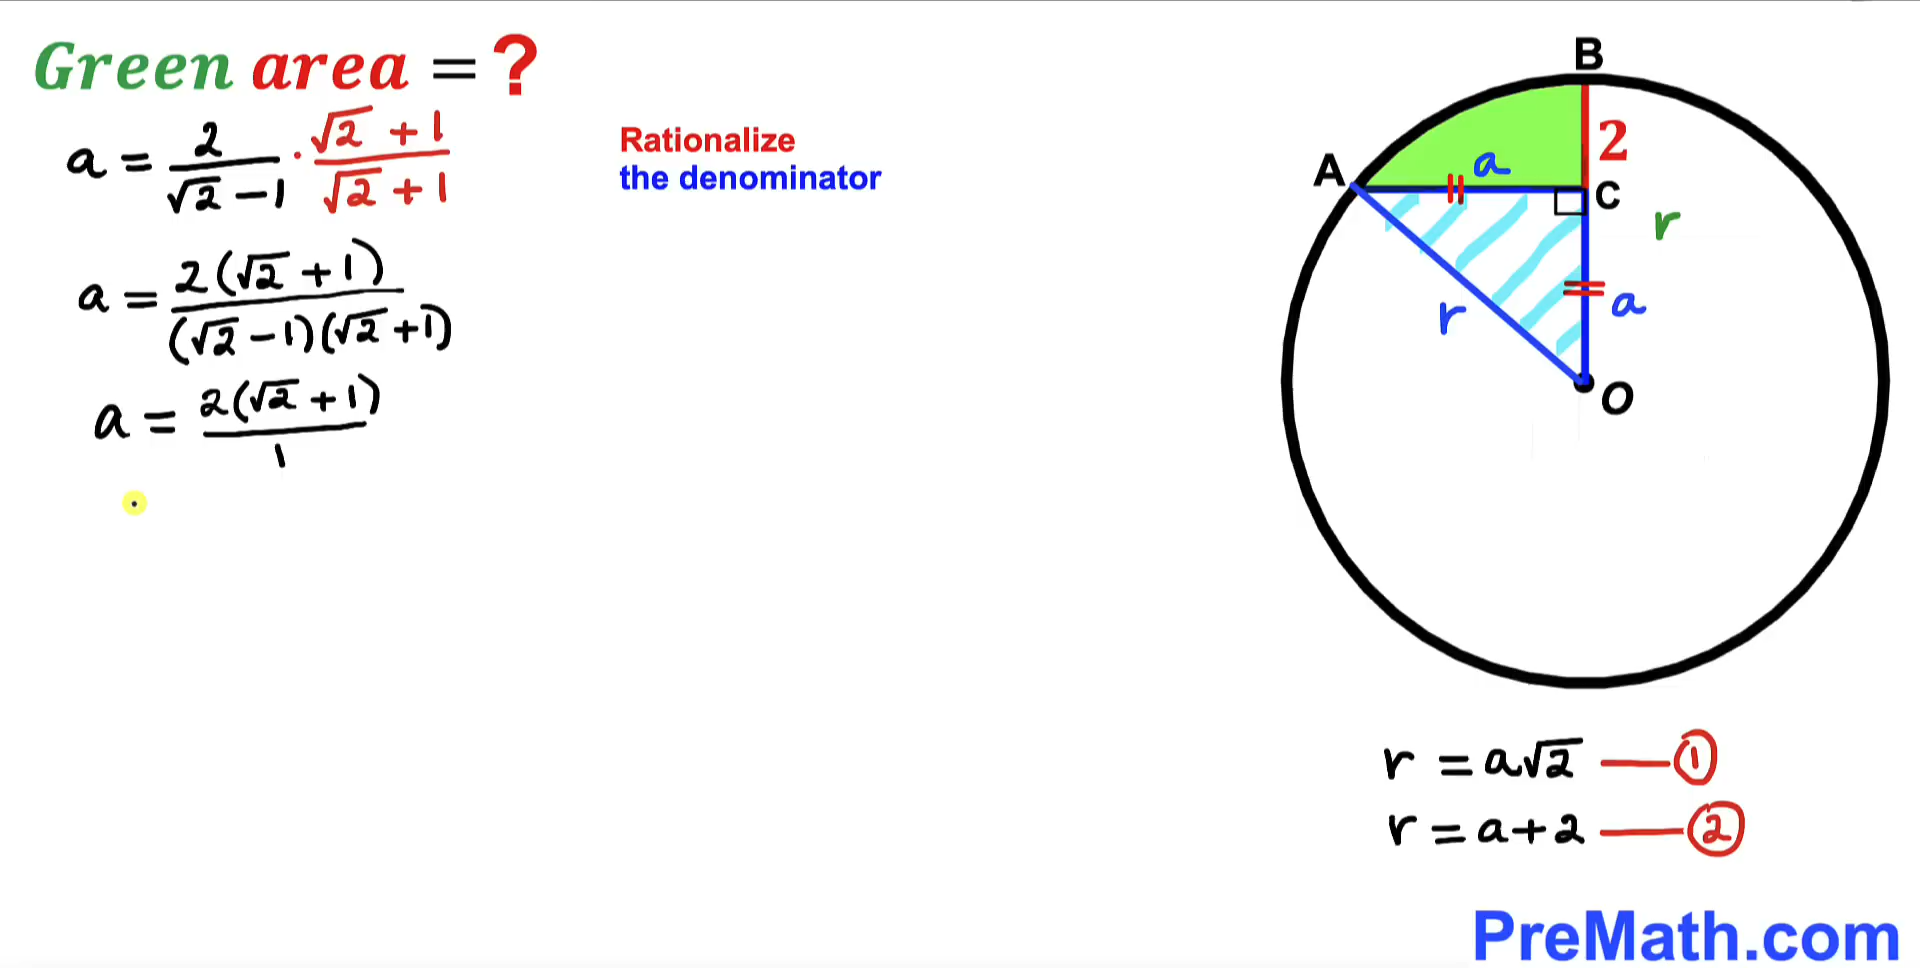 Green area = ?
a = 2/(√2 − 1) · (√2 + 1)/(√2 + 1)
Rationalize
the denominator
a = 2(√2 + 1)/((√2 − 1)(√2 + 1))
a = 2(√2 + 1)/1
B
2
A
a
C
r
r
a
O
r = a√2 — ①
r = a + 2 — ②
PreMath.com